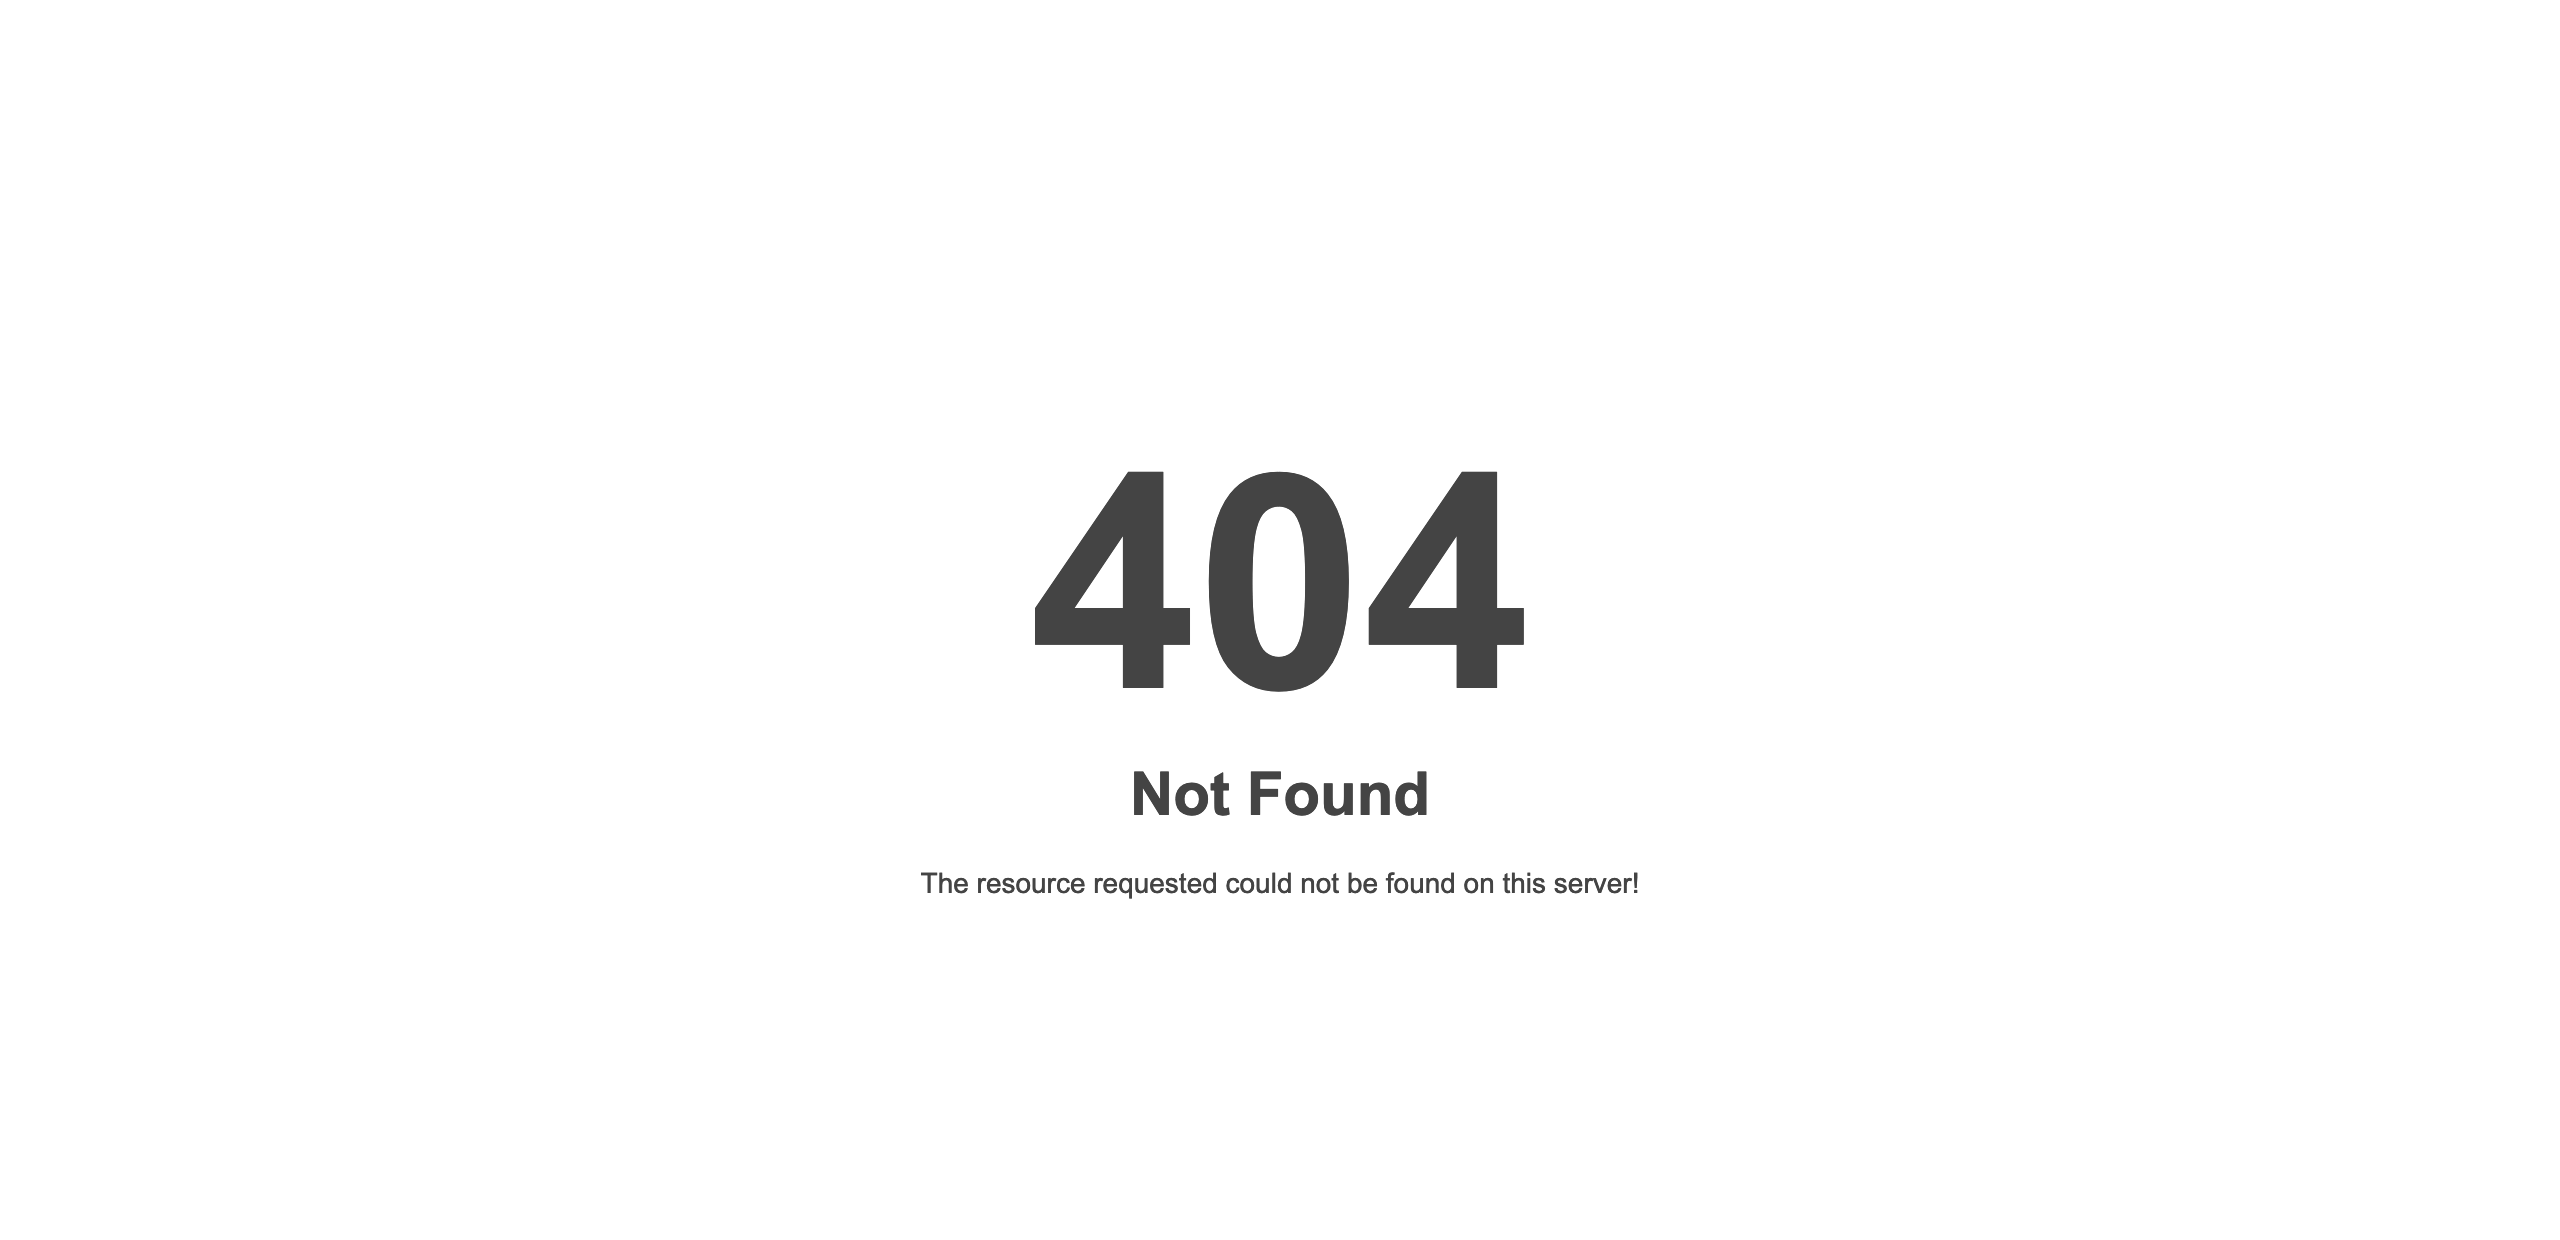 404
Not Found
The resource requested could not be found on this server!